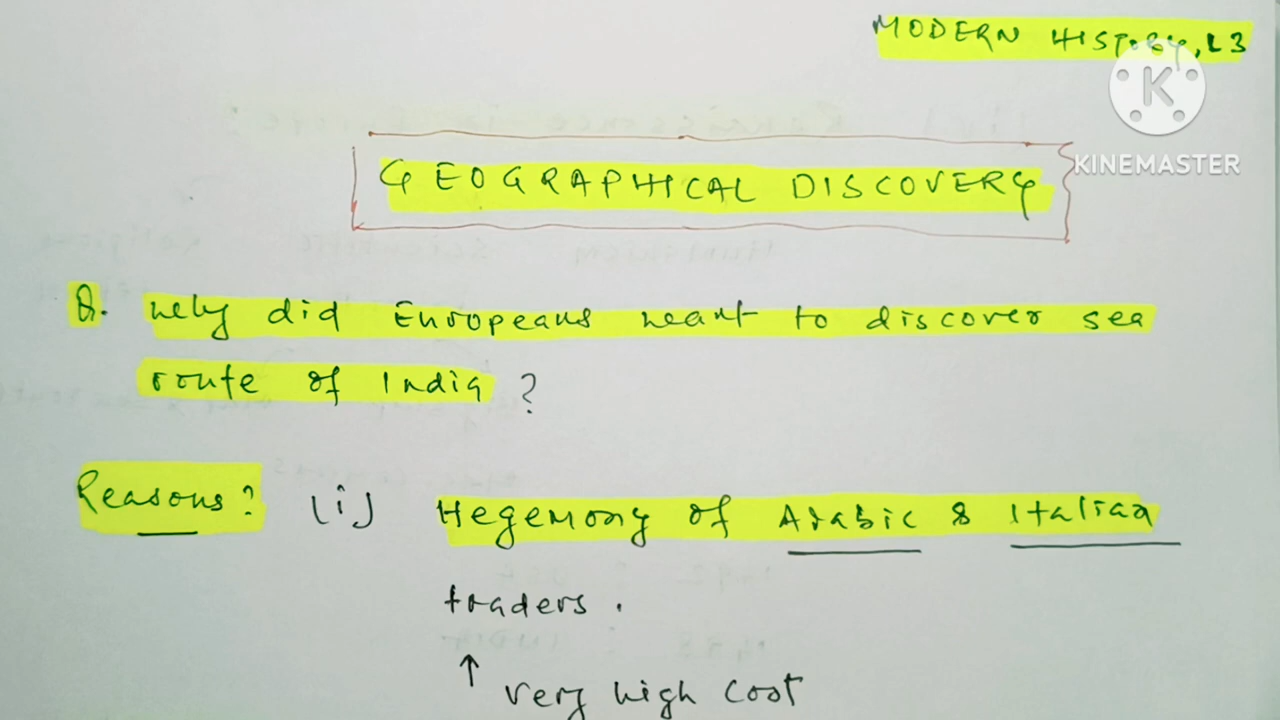 MODERN HISTORY, L3
K
KINEMASTER
GEOGRAPHICAL DISCOVERY
Q. Why did Europeans want to discover sea
route of India ?
Reasons? (i) Hegemony of Arabic & Italian
traders .
↑ very high cost